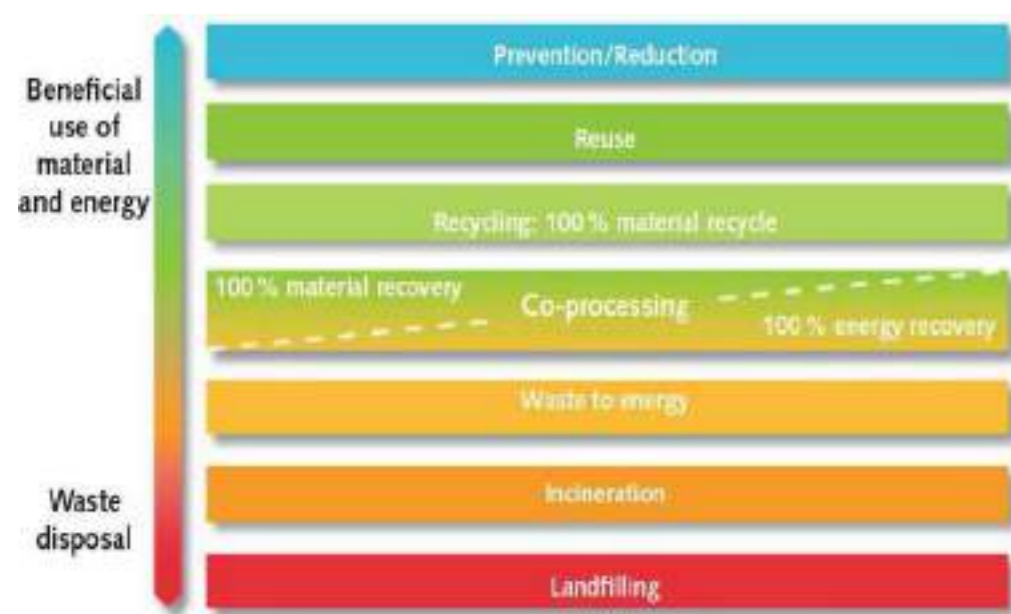 Beneficial
use of
material
and energy
Waste
disposal
Prevention/Reduction
Reuse
Recycling: 100 % material recycle
100 % material recovery
Co-processing
100 % energy recovery
Waste to energy
Incineration
Landfilling